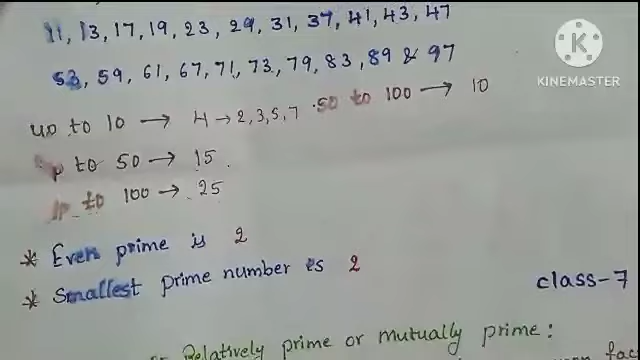 11, 13, 17, 19, 23, 29, 31, 37, 41, 43, 47
53, 59, 61, 67, 71, 73, 79, 83, 89 & 97
KINEMASTER
up to 10 → 4 → 2, 3, 5, 7 . 50 to 100 → 10
up to 50 → 15
up to 100 → 25
* Even prime is 2
* Smallest prime number is 2
class-7
Relatively prime or mutually prime :